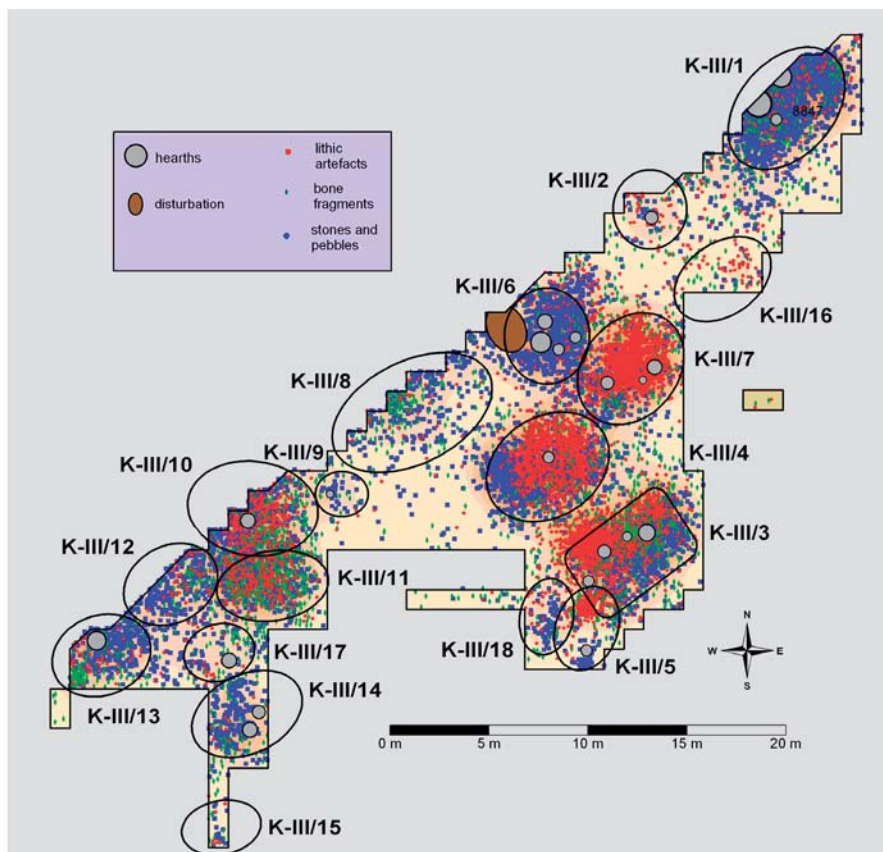 K-III/1
8847
hearths
lithic
artefacts
disturbation
bone
fragments
stones and
pebbles
K-III/2
K-III/16
K-III/6
K-III/7
K-III/8
K-III/4
K-III/9
K-III/10
K-III/3
K-III/12
K-III/11
K-III/18
K-III/5
K-III/17
K-III/14
K-III/13
K-III/15
N
W E
S
0 m 5 m 10 m 15 m 20 m